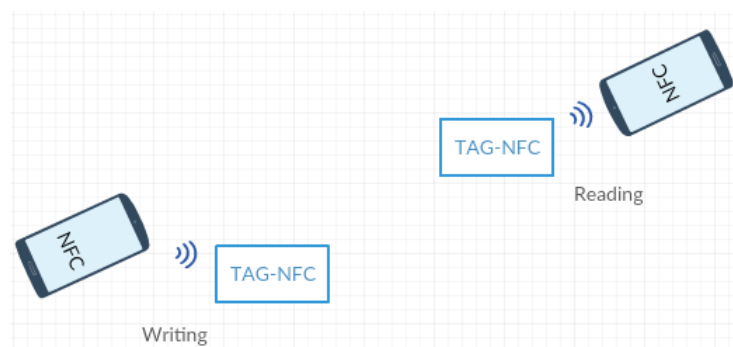 NFC
TAG-NFC
Reading
NFC
TAG-NFC
Writing